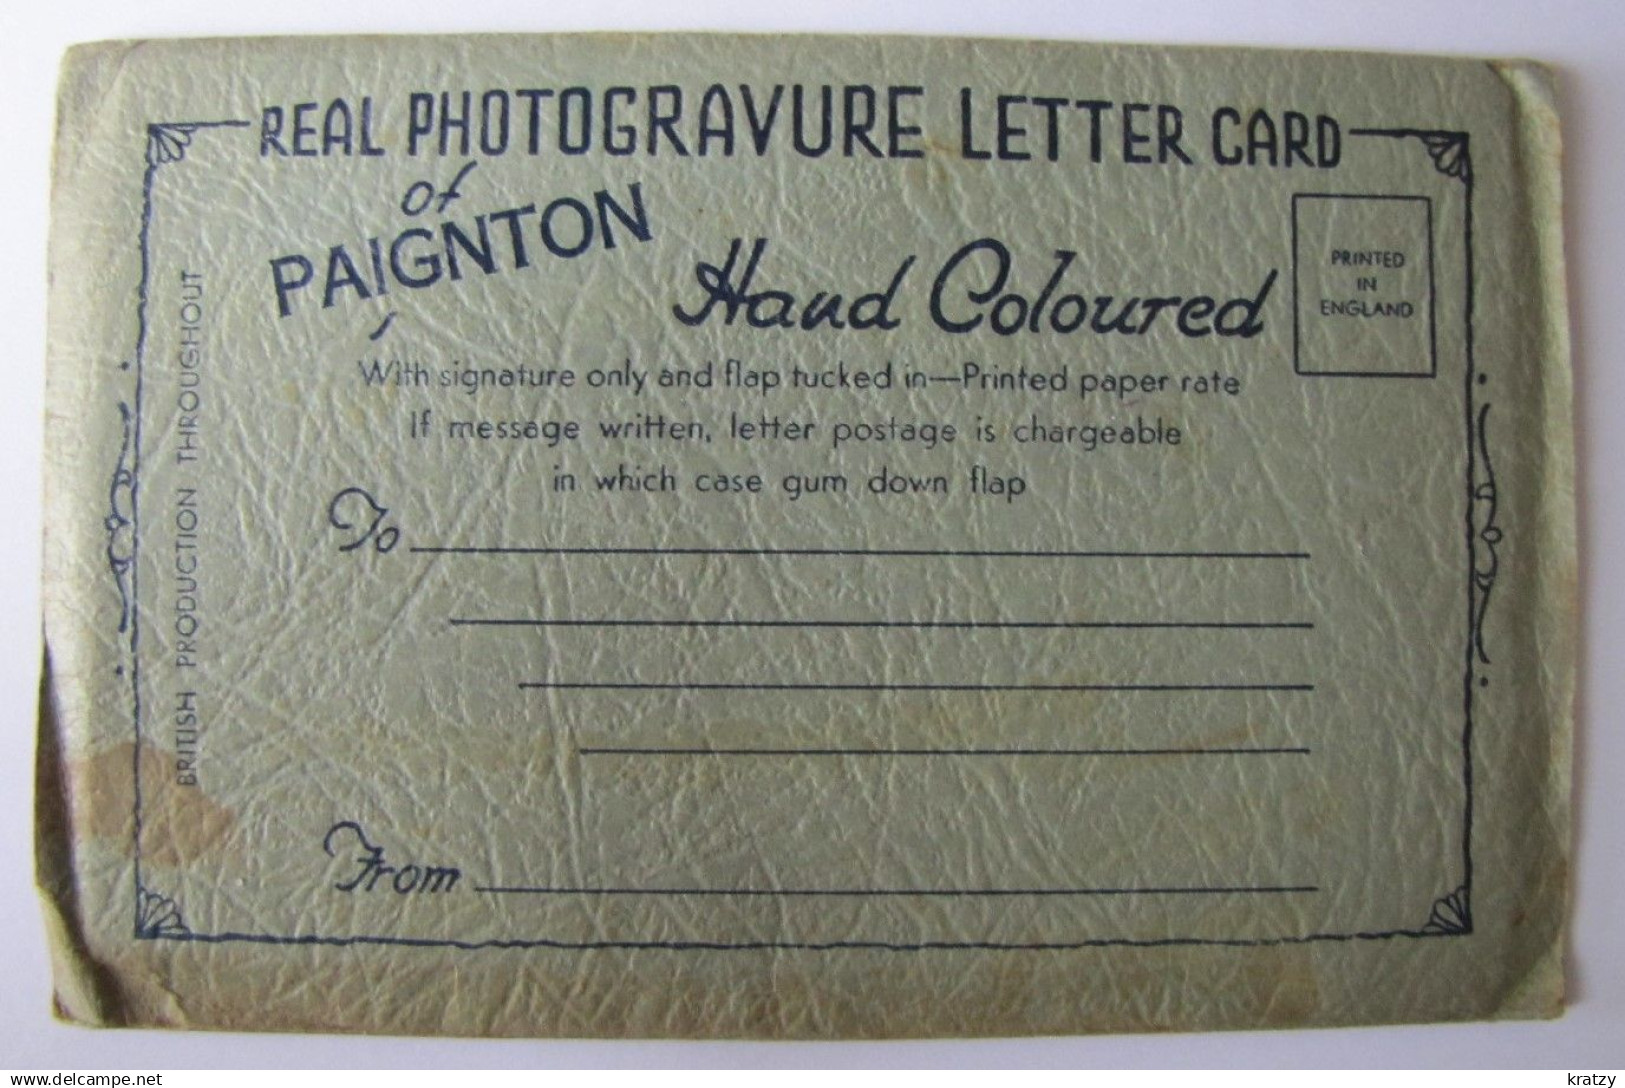 REAL PHOTOGRAVURE LETTER CARD
of
PAIGNTON
Hand Coloured
PRINTED
IN
ENGLAND
With signature only and flap tucked in—Printed paper rate
If message written, letter postage is chargeable
in which case gum down flap
To
From
BRITISH PRODUCTION THROUGHOUT
delcampe.net
kratzy